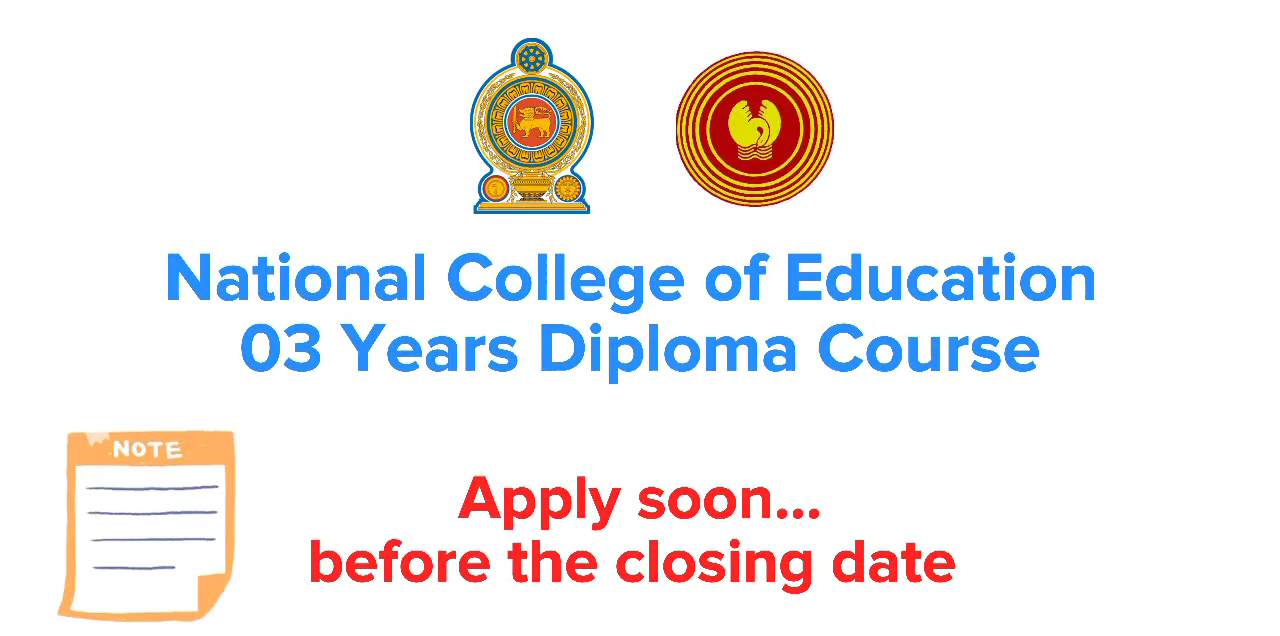 National College of Education
03 Years Diploma Course
NOTE
Apply soon...
before the closing date